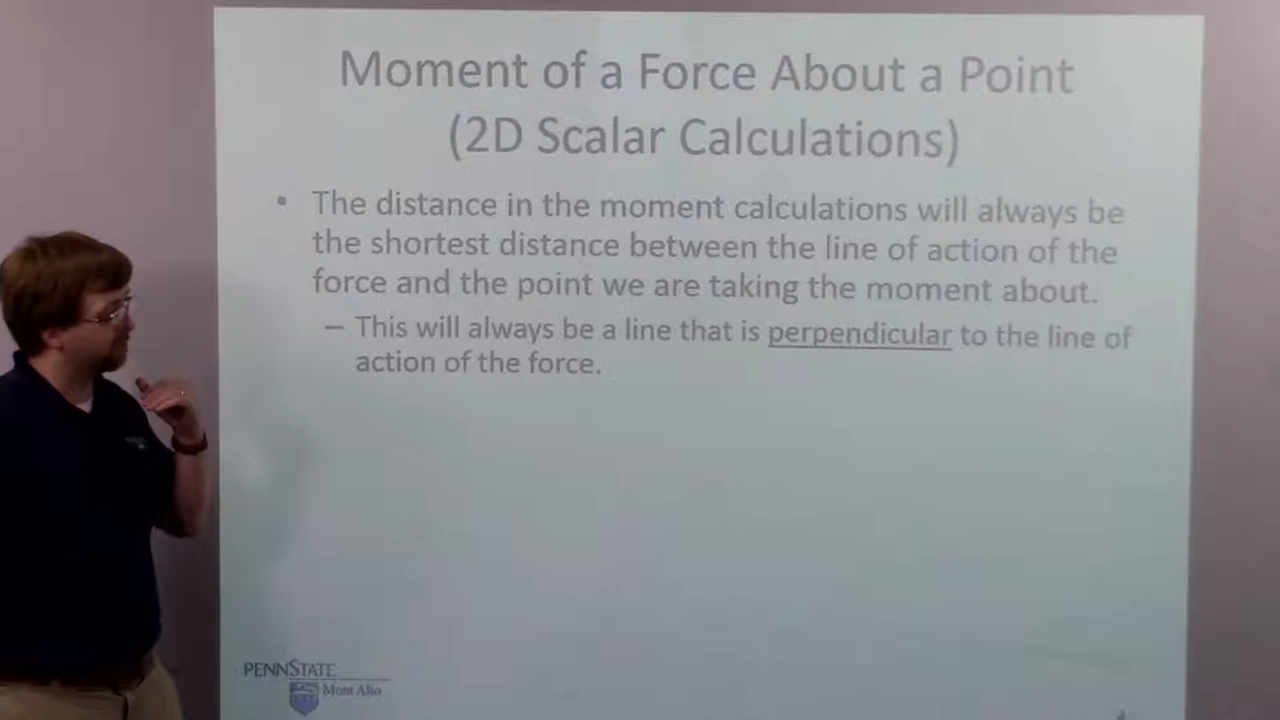 Moment of a Force About a Point
(2D Scalar Calculations)
• The distance in the moment calculations will always be
the shortest distance between the line of action of the
force and the point we are taking the moment about.
– This will always be a line that is perpendicular to the line of
action of the force.
PENNSTATE
Mont Alto